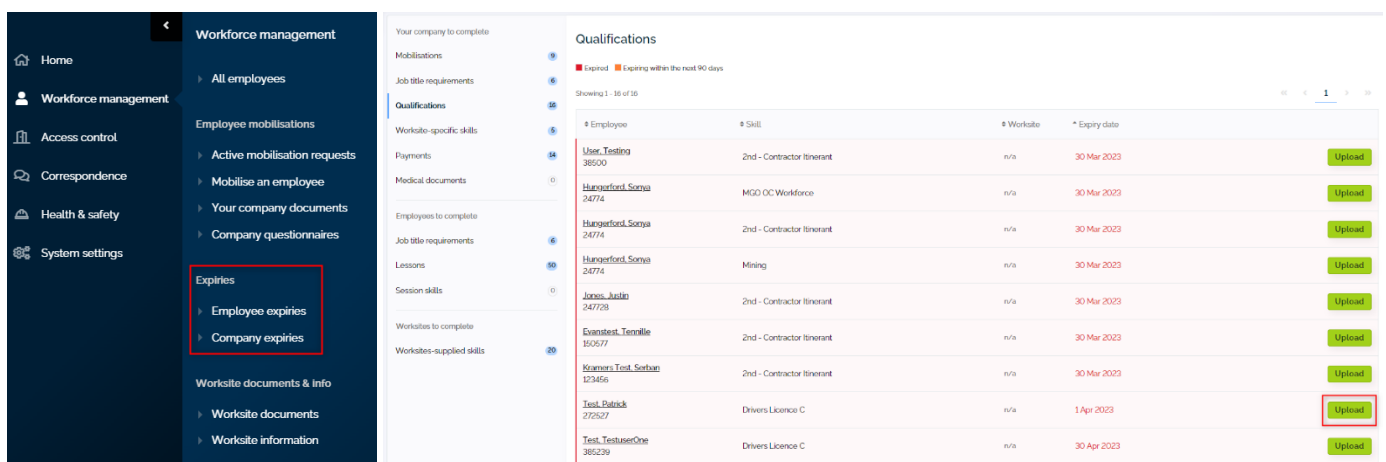 Home
Workforce management
Access control
Correspondence
Health & safety
System settings
Workforce management
All employees
Employee mobilisations
Active mobilisation requests
Mobilise an employee
Your company documents
Company questionnaires
Expiries
Employee expiries
Company expiries
Worksite documents & info
Worksite documents
Worksite information
Your company to complete
Mobilisations 9
Job title requirements 6
Qualifications 16
Worksite-specific skills 5
Payments 14
Medical documents 0
Employees to complete
Job title requirements 6
Lessons 50
Session skills 0
Worksites to complete
Worksites-supplied skills 20
Qualifications
Expired Expiring within the next 90 days
Showing 1 - 16 of 16
1
Employee Skill Worksite Expiry date
User, Testing
38500
2nd - Contractor Itinerant n/a 30 Mar 2023 Upload
Hungerford, Sonya
24774
MGO OC Workforce n/a 30 Mar 2023 Upload
Hungerford, Sonya
24774
2nd - Contractor Itinerant n/a 30 Mar 2023 Upload
Hungerford, Sonya
24774
Mining n/a 30 Mar 2023 Upload
Jones, Justin
247728
2nd - Contractor Itinerant n/a 30 Mar 2023 Upload
Evanstest, Tennille
150577
2nd - Contractor Itinerant n/a 30 Mar 2023 Upload
Kramers Test, Serban
123456
2nd - Contractor Itinerant n/a 30 Mar 2023 Upload
Test, Patrick
272527
Drivers Licence C n/a 1 Apr 2023 Upload
Test, TestuserOne
385239
Drivers Licence C n/a 30 Apr 2023 Upload